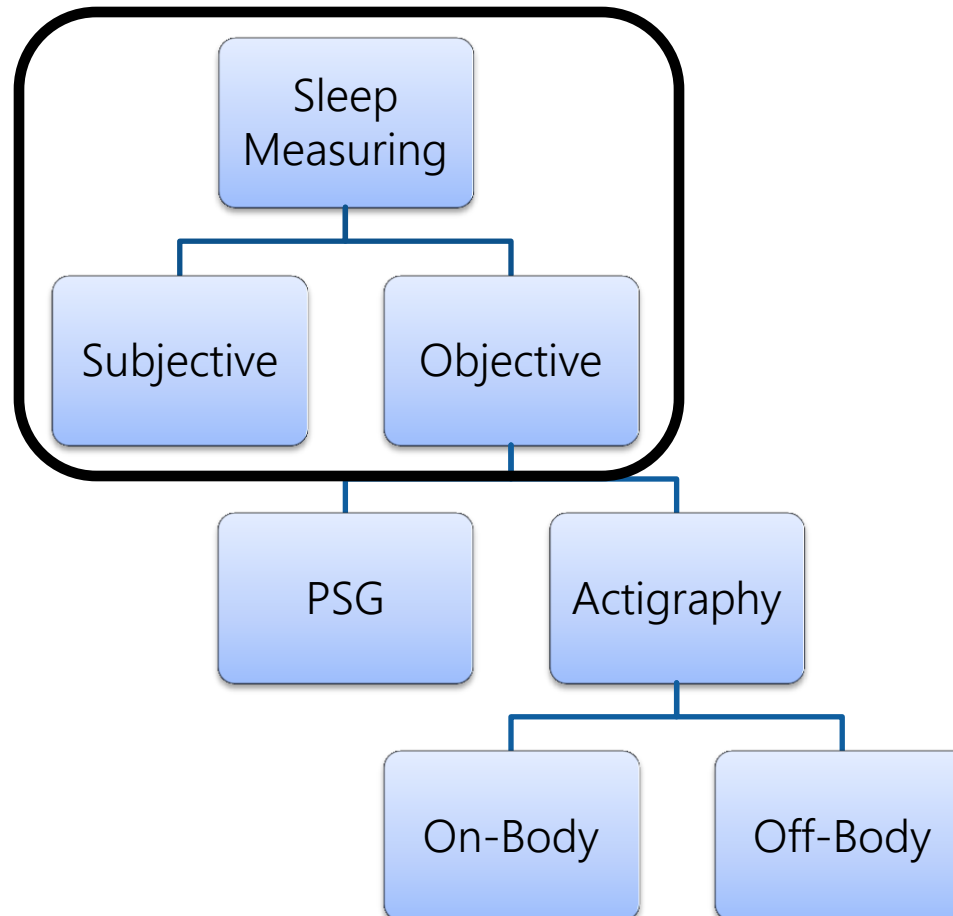 Sleep
Measuring
Subjective
Objective
PSG
Actigraphy
On-Body
Off-Body